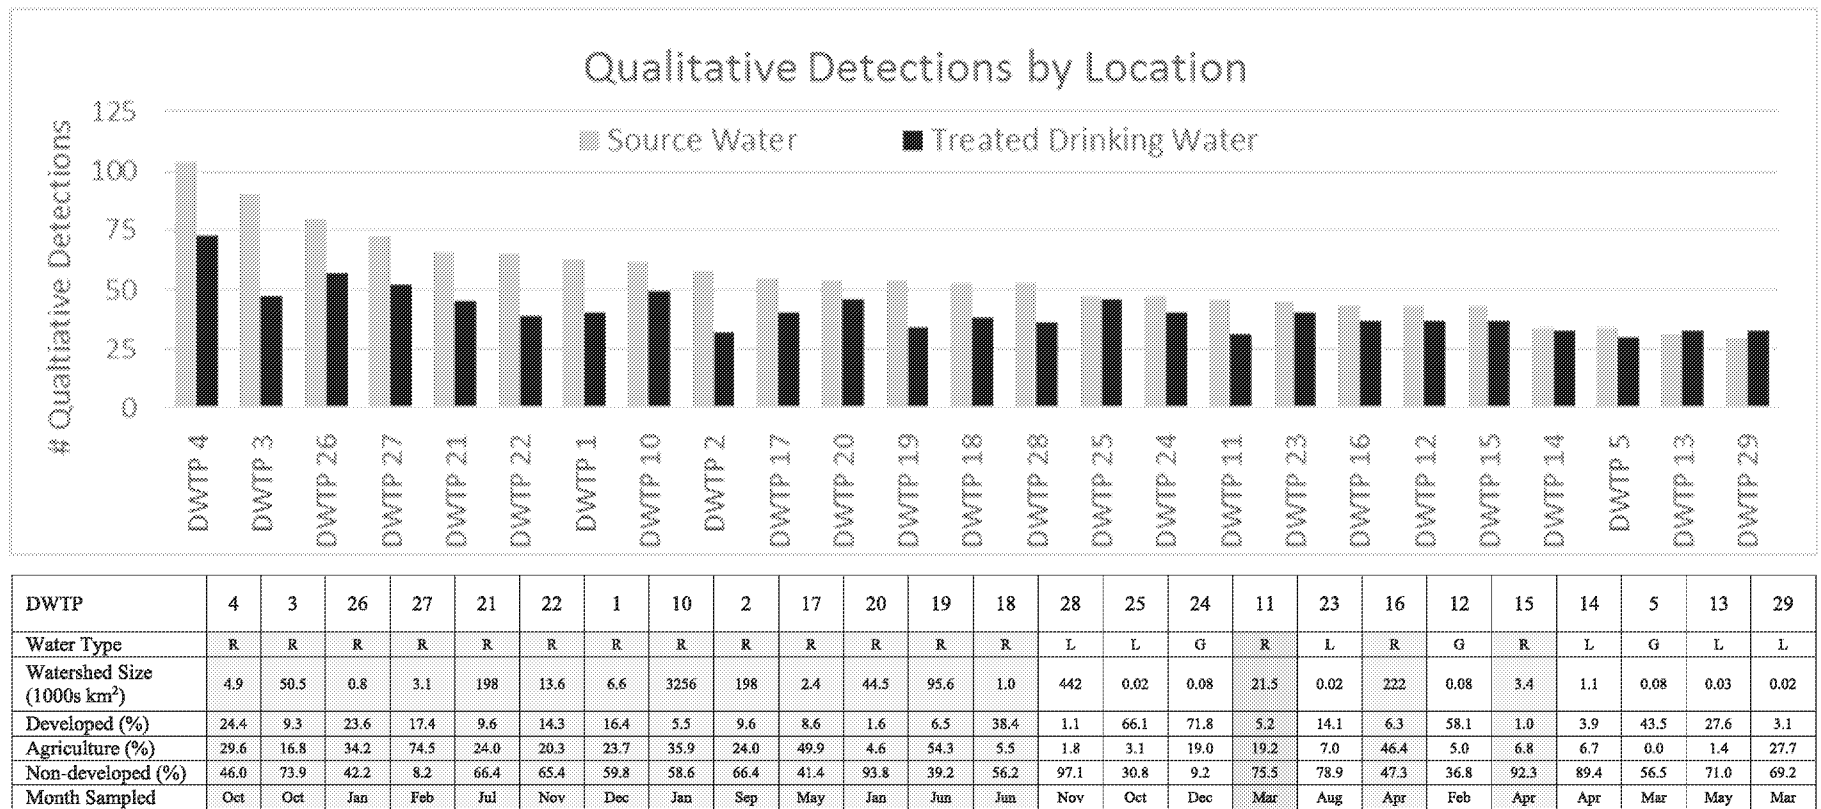 Qualitative Detections by Location
# Qualtiative Detections
125
100
75
50
25
0
Source Water
Treated Drinking Water
DWTP 4
DWTP 3
DWTP 26
DWTP 27
DWTP 21
DWTP 22
DWTP 1
DWTP 10
DWTP 2
DWTP 17
DWTP 20
DWTP 19
DWTP 18
DWTP 28
DWTP 25
DWTP 24
DWTP 11
DWTP 23
DWTP 16
DWTP 12
DWTP 15
DWTP 14
DWTP 5
DWTP 13
DWTP 29
DWTP 4 3 26 27 21 22 1 10 2 17 20 19 18 28 25 24 11 23 16 12 15 14 5 13 29
Water Type R R R R R R R R R R R R R L L G R L R G R L G L L
Watershed Size
(1000s km²) 4.9 50.5 0.8 3.1 198 13.6 6.6 3256 198 2.4 44.5 95.6 1.0 442 0.02 0.08 21.5 0.02 222 0.08 3.4 1.1 0.08 0.03 0.02
Developed (%) 24.4 9.3 23.6 17.4 9.6 14.3 16.4 5.5 9.6 8.6 1.6 6.5 38.4 1.1 66.1 71.8 5.2 14.1 6.3 58.1 1.0 3.9 43.5 27.6 3.1
Agriculture (%) 29.6 16.8 34.2 74.5 24.0 20.3 23.7 35.9 24.0 49.9 4.6 54.3 5.5 1.8 3.1 19.0 19.2 7.0 46.4 5.0 6.8 6.7 0.0 1.4 27.7
Non-developed (%) 46.0 73.9 42.2 8.2 66.4 65.4 59.8 58.6 66.4 41.4 93.8 39.2 56.2 97.1 30.8 9.2 75.5 78.9 47.3 36.8 92.3 89.4 56.5 71.0 69.2
Month Sampled Oct Oct Jan Feb Jul Nov Dec Jan Sep May Jan Jun Jun Nov Oct Dec Mar Aug Apr Feb Apr Apr Mar May Mar